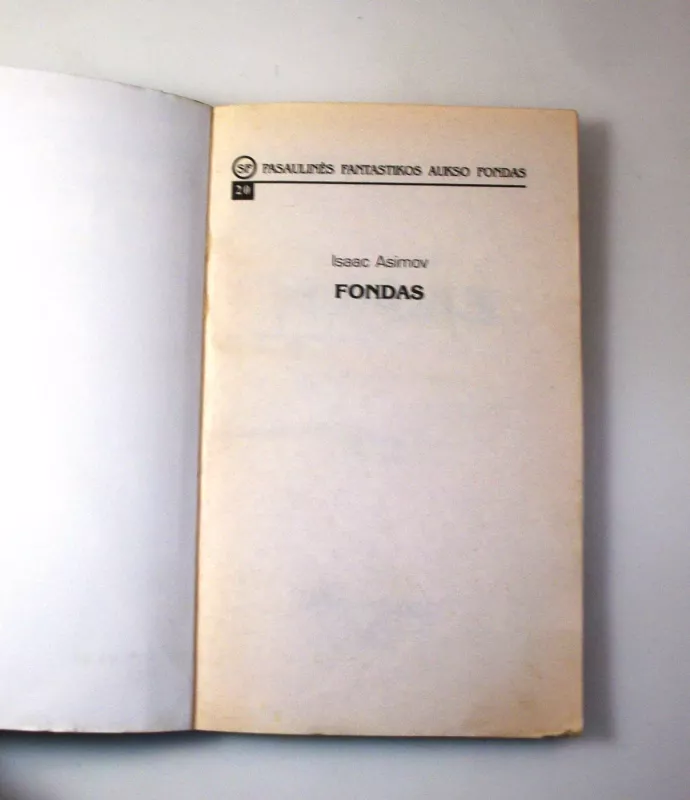 SF PASAULINĖS FANTASTIKOS AUKSO FONDAS
20
Isaac Asimov
FONDAS